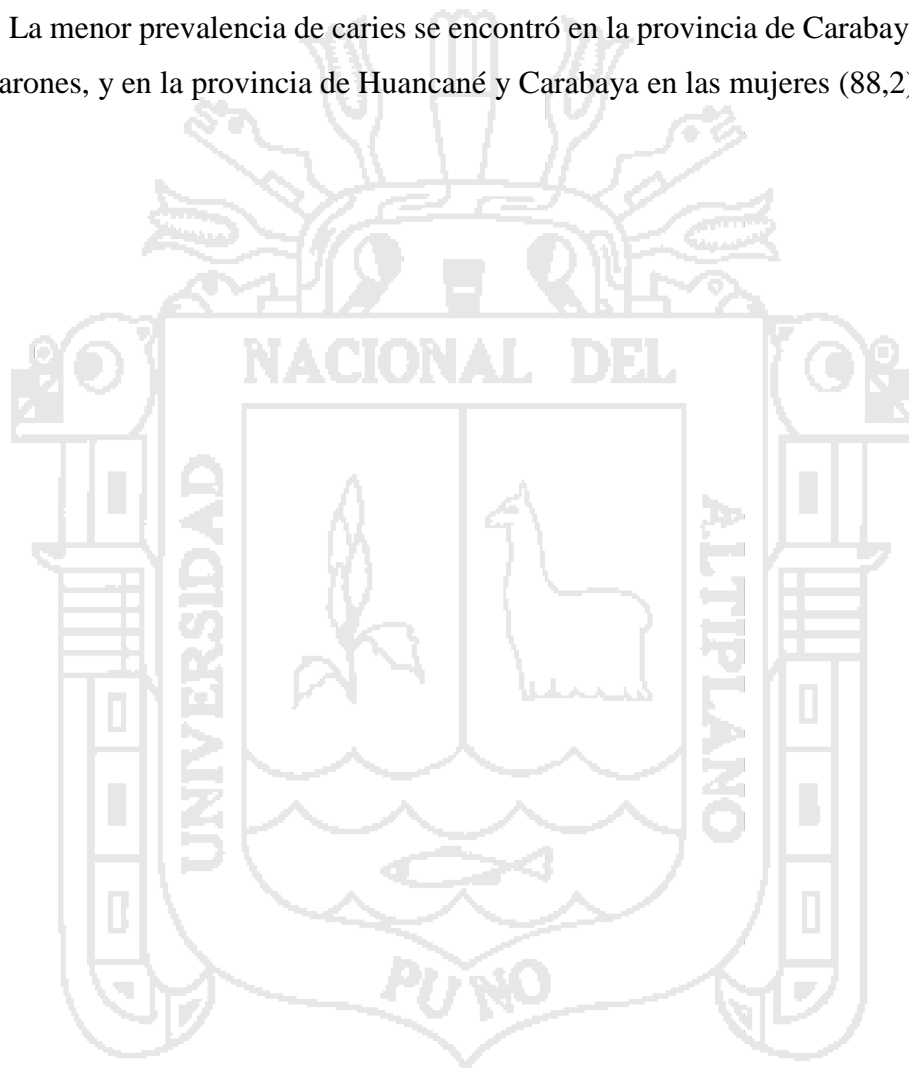 La menor prevalencia de caries se encontró en la provincia de Carabay
arones, y en la provincia de Huancané y Carabaya en las mujeres (88,2)
NACIONAL DEL
UNIVERSIDAD
ALTIPLANO
PUNO